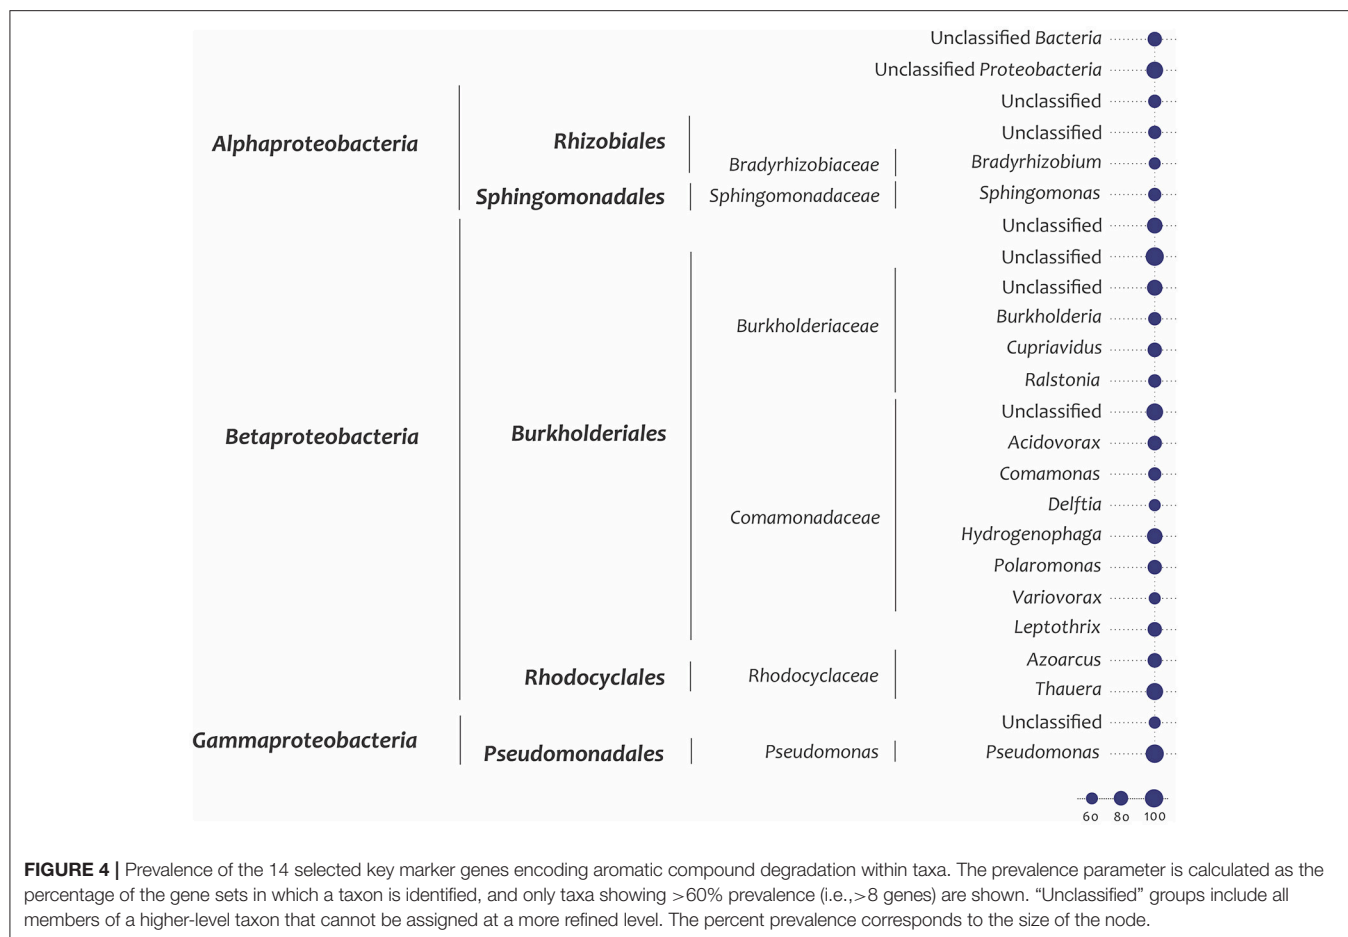 Unclassified Bacteria
Unclassified Proteobacteria
Unclassified
Alphaproteobacteria
Rhizobiales
Unclassified
Bradyrhizobiaceae
Bradyrhizobium
Sphingomonadales
Sphingomonadaceae
Sphingomonas
Unclassified
Unclassified
Unclassified
Burkholderiaceae
Burkholderia
Cupriavidus
Ralstonia
Unclassified
Betaproteobacteria
Burkholderiales
Acidovorax
Comamonas
Comamonadaceae
Delftia
Hydrogenophaga
Polaromonas
Variovorax
Leptothrix
Rhodocyclales
Rhodocyclaceae
Azoarcus
Thauera
Unclassified
Gammaproteobacteria
Pseudomonadales
Pseudomonas
Pseudomonas
60 80 100
FIGURE 4 | Prevalence of the 14 selected key marker genes encoding aromatic compound degradation within taxa. The prevalence parameter is calculated as the
percentage of the gene sets in which a taxon is identified, and only taxa showing >60% prevalence (i.e.,>8 genes) are shown. “Unclassified” groups include all
members of a higher-level taxon that cannot be assigned at a more refined level. The percent prevalence corresponds to the size of the node.